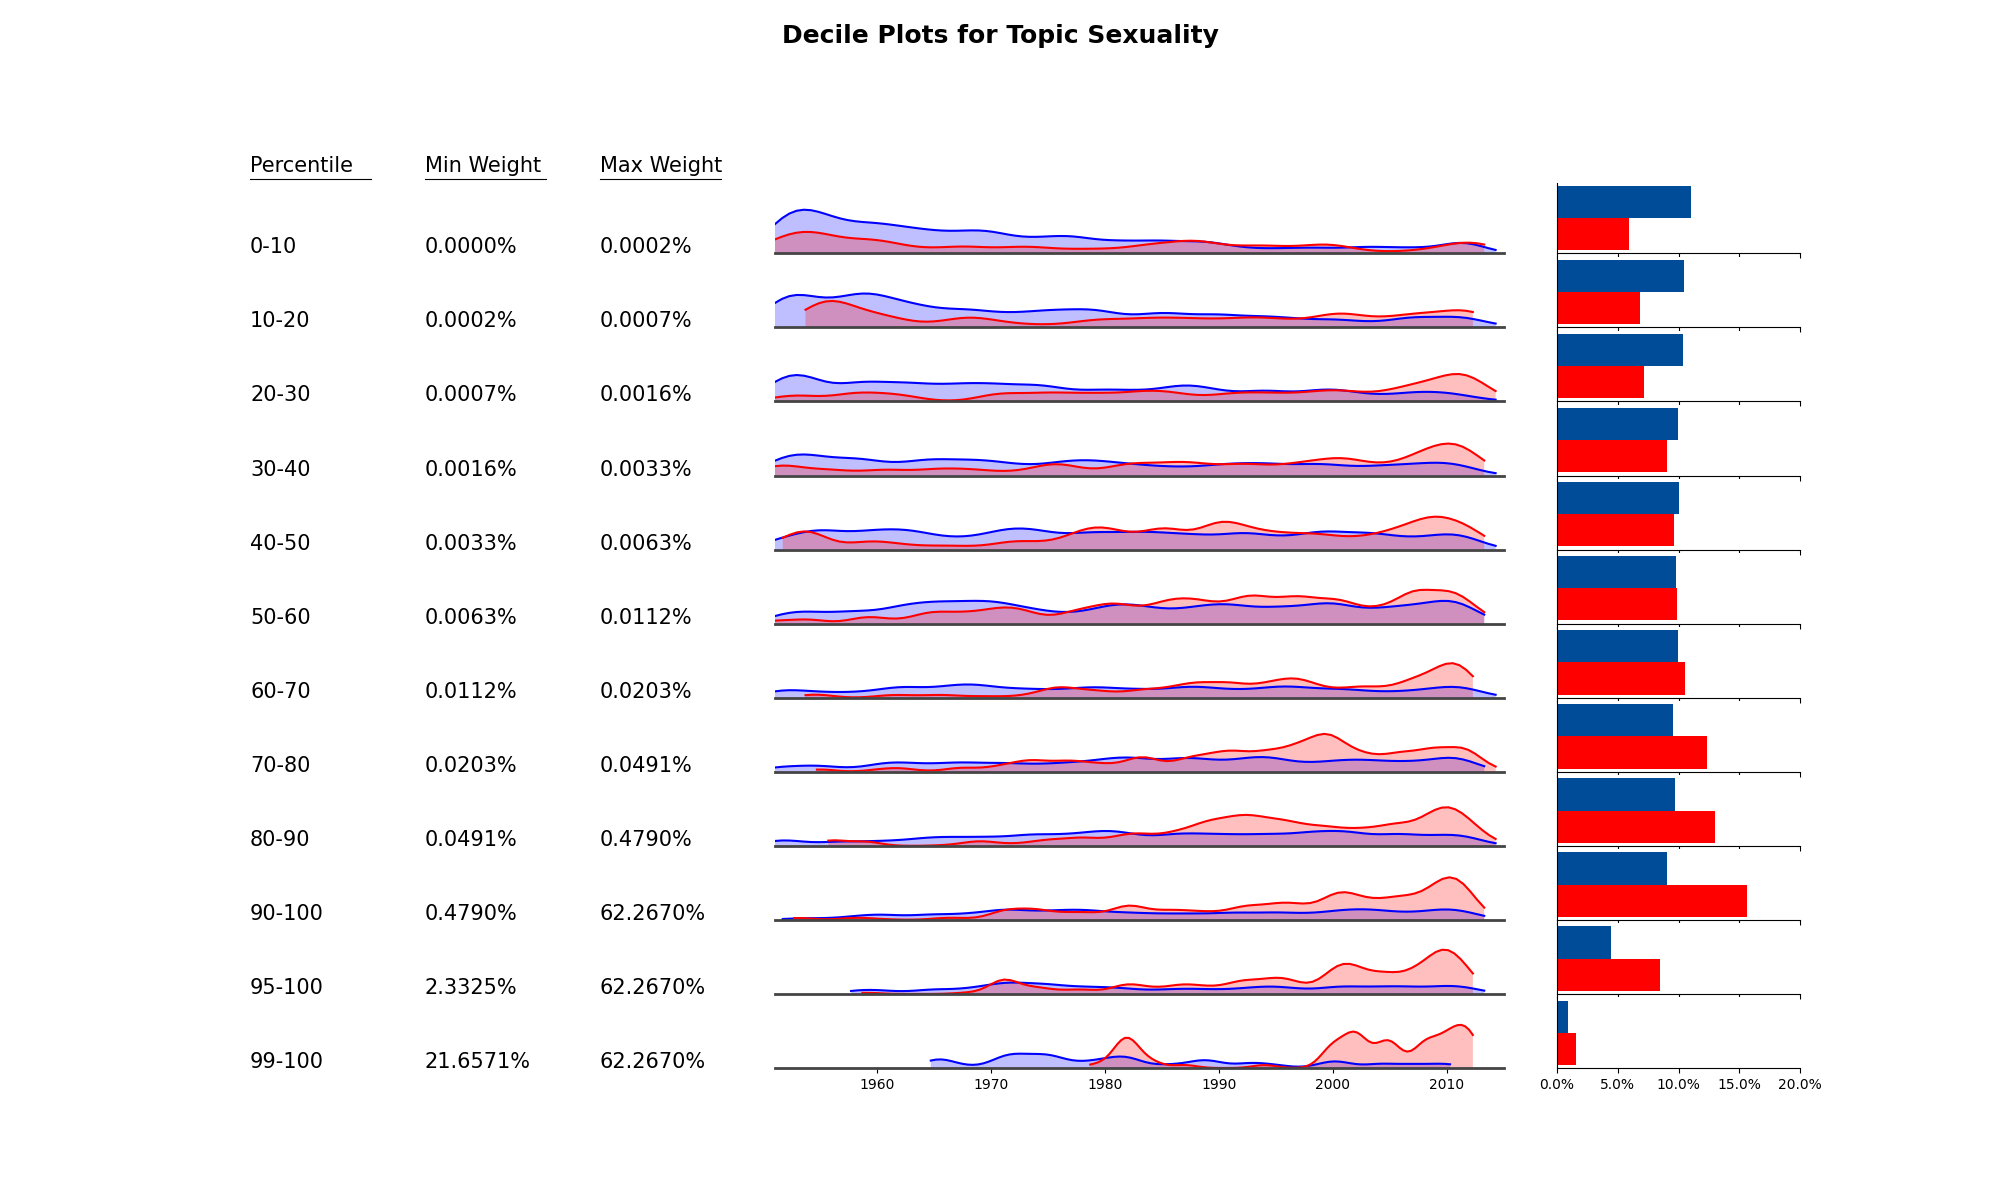 Decile Plots for Topic Sexuality
Percentile Min Weight Max Weight
0-10 0.0000% 0.0002%
10-20 0.0002% 0.0007%
20-30 0.0007% 0.0016%
30-40 0.0016% 0.0033%
40-50 0.0033% 0.0063%
50-60 0.0063% 0.0112%
60-70 0.0112% 0.0203%
70-80 0.0203% 0.0491%
80-90 0.0491% 0.4790%
90-100 0.4790% 62.2670%
95-100 2.3325% 62.2670%
99-100 21.6571% 62.2670%
1960 1970 1980 1990 2000 2010 0.0% 5.0% 10.0% 15.0% 20.0%